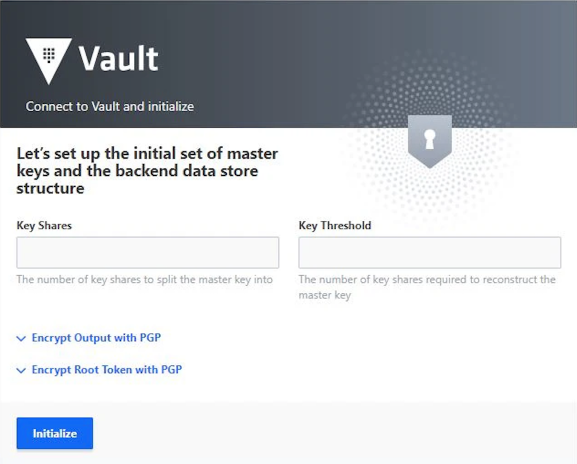 Vault
Connect to Vault and initialize
Let's set up the initial set of master
keys and the backend data store
structure
Key Shares
The number of key shares to split the master key into
Key Threshold
The number of key shares required to reconstruct the
master key
Encrypt Output with PGP
Encrypt Root Token with PGP
Initialize